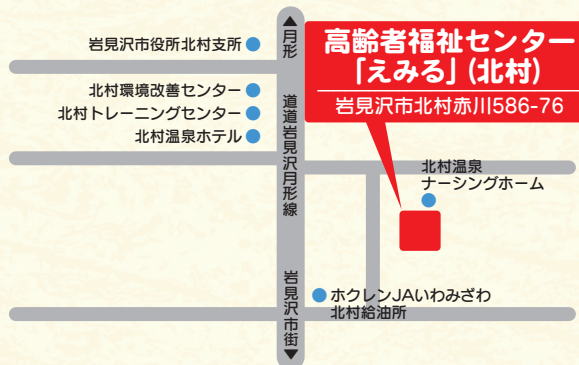 ▲月形
道道岩見沢月形線
岩見沢市街▼
高齢者福祉センター
「えみる」(北村)
岩見沢市北村赤川586-76
岩見沢市役所北村支所
北村環境改善センター
北村トレーニングセンター
北村温泉ホテル
北村温泉
ナーシングホーム
ホクレンJAいわみざわ
北村給油所